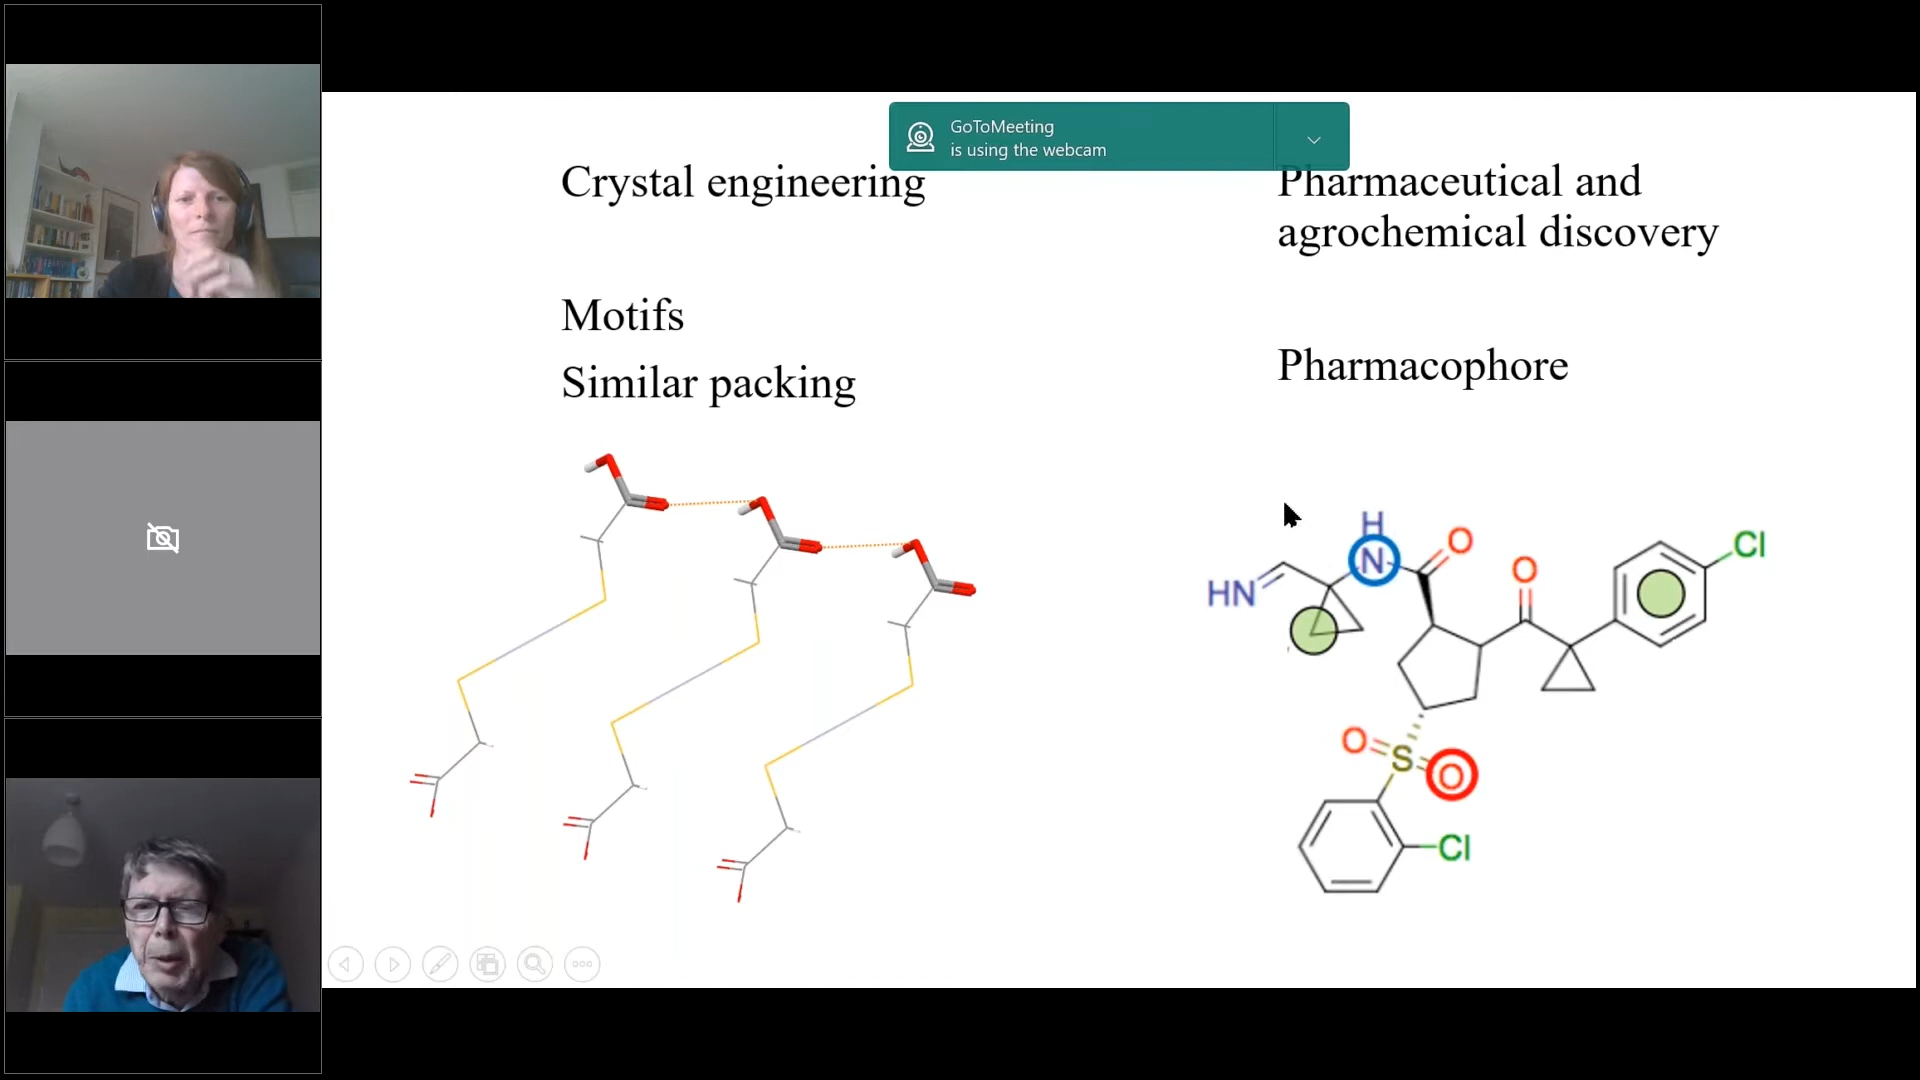 GoToMeeting
is using the webcam
Crystal engineering
Pharmaceutical and
agrochemical discovery
Motifs
Similar packing
Pharmacophore
H
N
O
HN
O
Cl
O
S
O
Cl